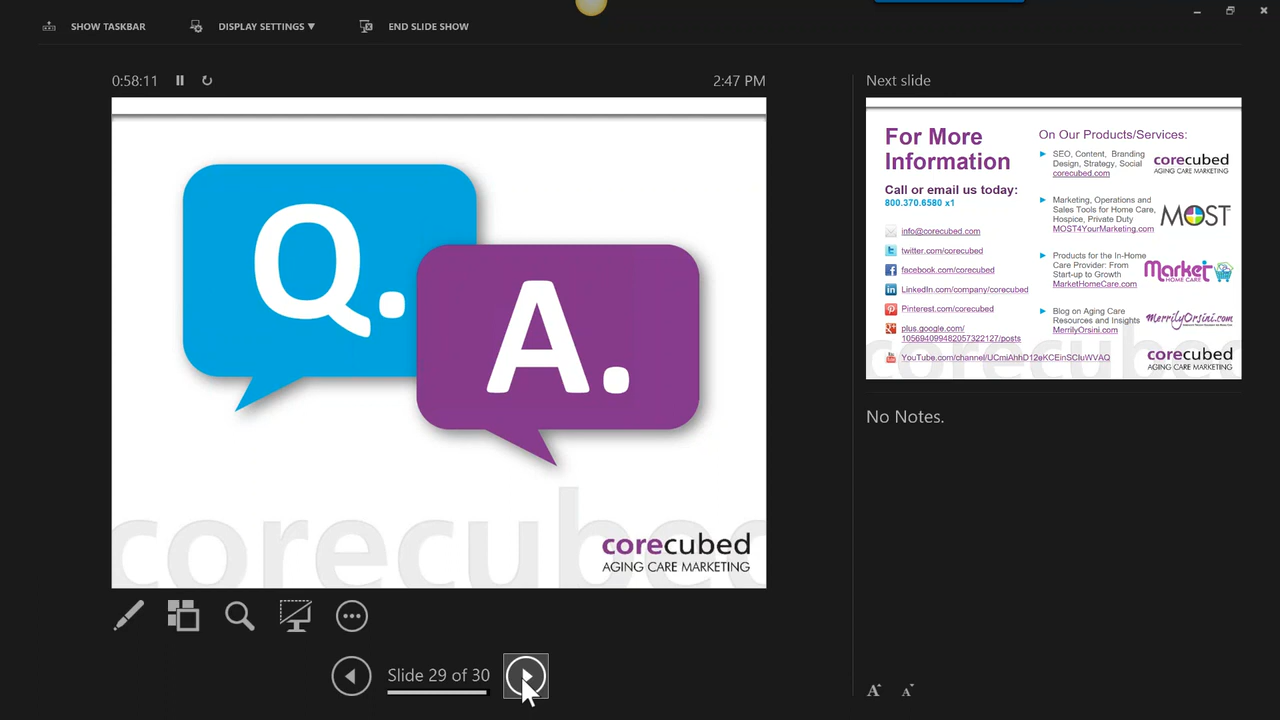 SHOW TASKBAR
DISPLAY SETTINGS ▼
END SLIDE SHOW
0:58:11
2:47 PM
Q.
A.
corecubed
corecubed
AGING CARE MARKETING
Slide 29 of 30
Next slide
For More
Information
Call or email us today:
800.370.6580 x1
info@corecubed.com
twitter.com/corecubed
facebook.com/corecubed
LinkedIn.com/company/corecubed
Pinterest.com/corecubed
plus.google.com/
105694099482057322127/posts
YouTube.com/channel/UCmiAhhD12eKCEinSCIuWVAQ
On Our Products/Services:
SEO, Content, Branding
Design, Strategy, Social
corecubed.com
corecubed
AGING CARE MARKETING
Marketing, Operations and
Sales Tools for Home Care,
Hospice, Private Duty
MOST4YourMarketing.com
MOST
Products for the In-Home
Care Provider: From
Start-up to Growth
MarketHomeCare.com
Market
HOME CARE
Blog on Aging Care
Resources and Insights
MerrilyOrsini.com
MerrilyOrsini.com
corecubed
AGING CARE MARKETING
No Notes.
A
A